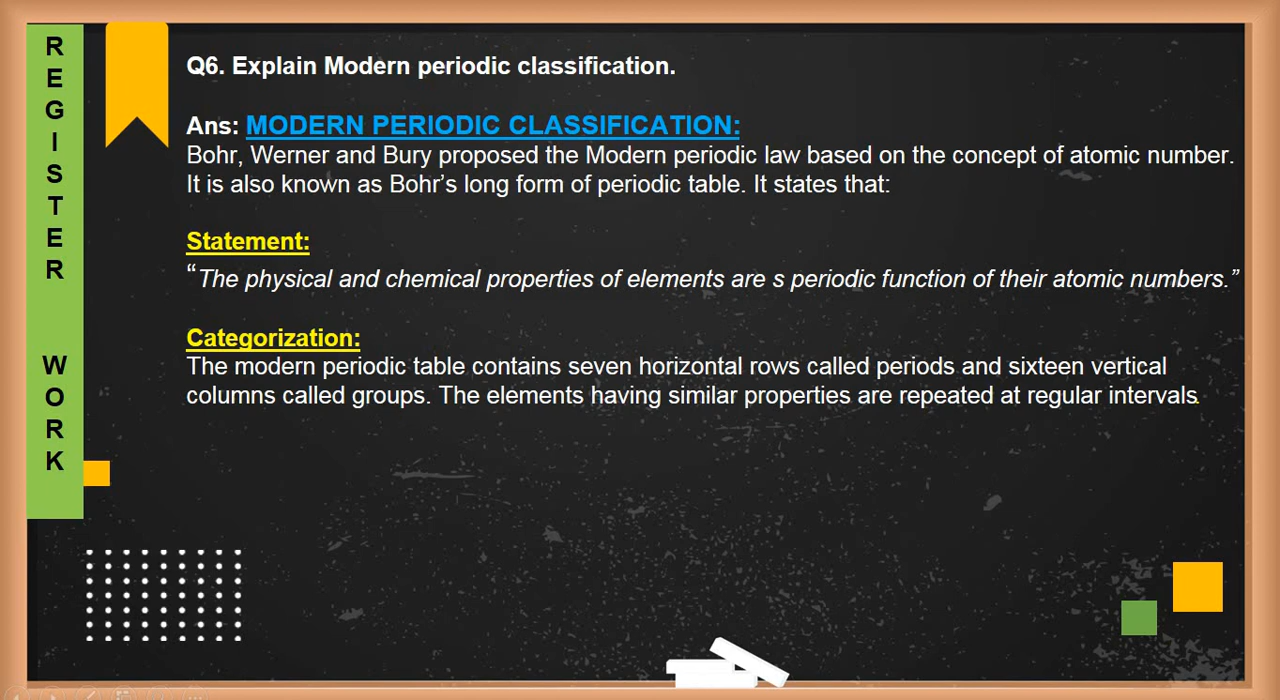 REGISTER WORK
Q6. Explain Modern periodic classification.
Ans: MODERN PERIODIC CLASSIFICATION:
Bohr, Werner and Bury proposed the Modern periodic law based on the concept of atomic number.
It is also known as Bohr’s long form of periodic table. It states that:
Statement:
“The physical and chemical properties of elements are s periodic function of their atomic numbers.”
Categorization:
The modern periodic table contains seven horizontal rows called periods and sixteen vertical
columns called groups. The elements having similar properties are repeated at regular intervals.